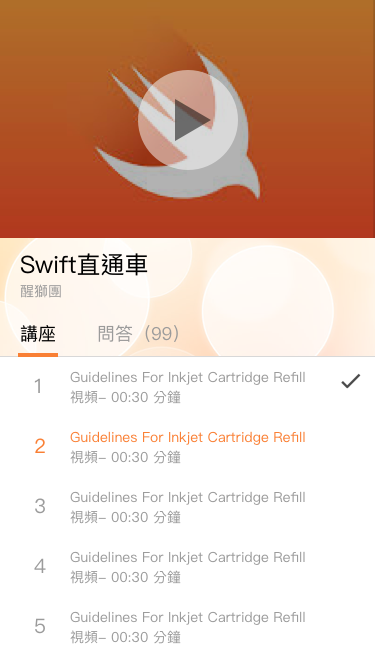 Swift直通車
醒獅團
講座 問答（99）
1 Guidelines For Inkjet Cartridge Refill
視頻– 00:30 分鐘
2 Guidelines For Inkjet Cartridge Refill
視頻– 00:30 分鐘
3 Guidelines For Inkjet Cartridge Refill
視頻– 00:30 分鐘
4 Guidelines For Inkjet Cartridge Refill
視頻– 00:30 分鐘
5 Guidelines For Inkjet Cartridge Refill
視頻– 00:30 分鐘